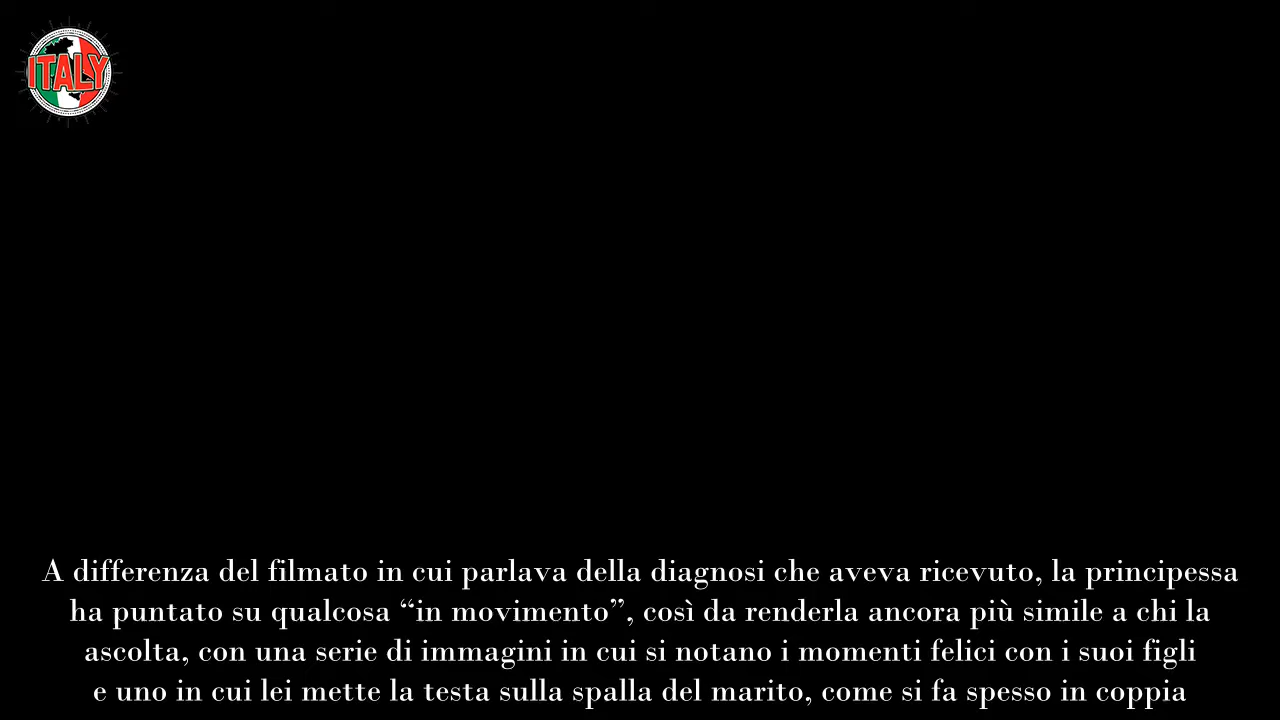 ITALY
A differenza del filmato in cui parlava della diagnosi che aveva ricevuto, la principessa
ha puntato su qualcosa “in movimento”, così da renderla ancora più simile a chi la
ascolta, con una serie di immagini in cui si notano i momenti felici con i suoi figli
e uno in cui lei mette la testa sulla spalla del marito, come si fa spesso in coppia